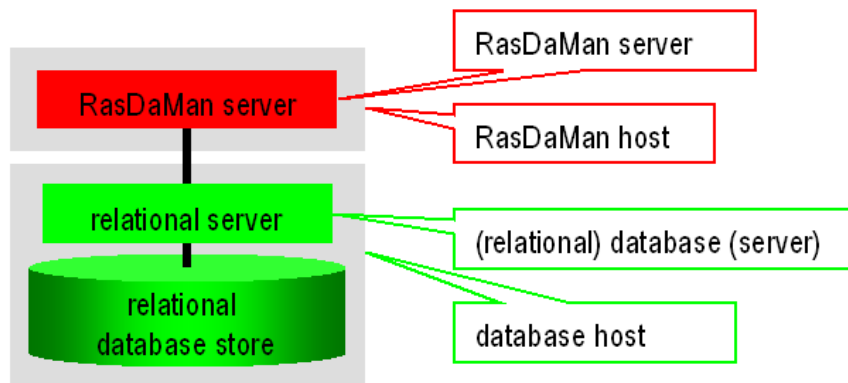 RasDaMan server
RasDaMan server
RasDaMan host
relational server
(relational) database (server)
relational
database store
database host